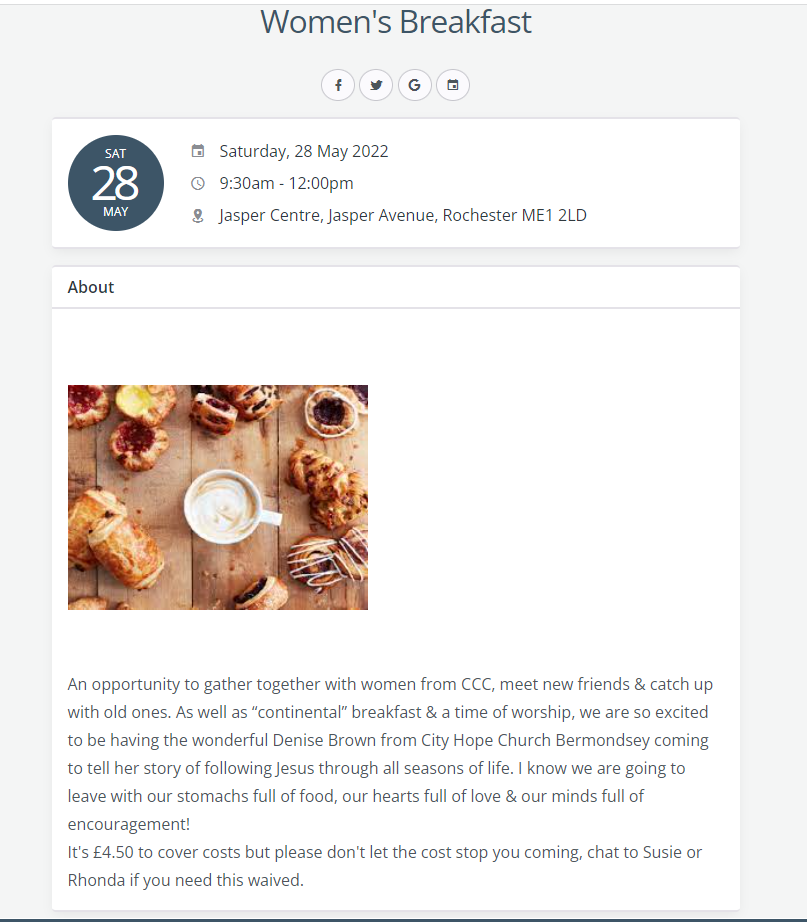 Women's Breakfast
SAT
28
MAY
Saturday, 28 May 2022
9:30am - 12:00pm
Jasper Centre, Jasper Avenue, Rochester ME1 2LD
About
An opportunity to gather together with women from CCC, meet new friends & catch up
with old ones. As well as “continental” breakfast & a time of worship, we are so excited
to be having the wonderful Denise Brown from City Hope Church Bermondsey coming
to tell her story of following Jesus through all seasons of life. I know we are going to
leave with our stomachs full of food, our hearts full of love & our minds full of
encouragement!
It's £4.50 to cover costs but please don't let the cost stop you coming, chat to Susie or
Rhonda if you need this waived.